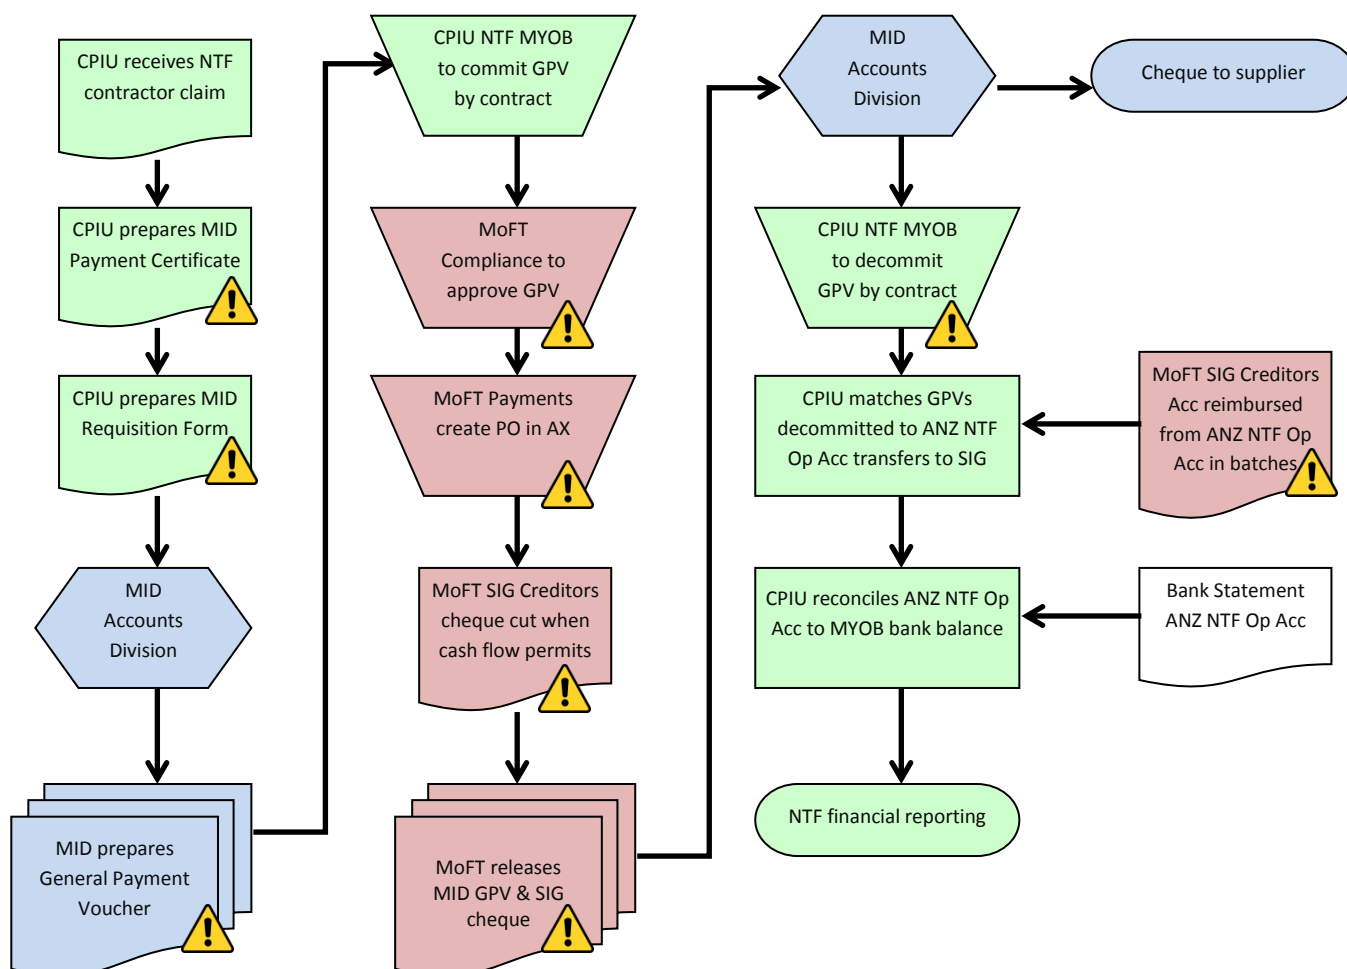 CPIU receives NTF
contractor claim
CPIU prepares MID
Payment Certificate
CPIU prepares MID
Requisition Form
MID
Accounts
Division
MID prepares
General Payment
Voucher
CPIU NTF MYOB
to commit GPV
by contract
MoFT
Compliance to
approve GPV
MoFT Payments
create PO in AX
MoFT SIG Creditors
cheque cut when
cash flow permits
MoFT releases
MID GPV & SIG
cheque
MID
Accounts
Division
Cheque to supplier
CPIU NTF MYOB
to decommit
GPV by contract
CPIU matches GPVs
decommitted to ANZ NTF
Op Acc transfers to SIG
MoFT SIG Creditors
Acc reimbursed
from ANZ NTF Op
Acc in batches
CPIU reconciles ANZ NTF Op
Acc to MYOB bank balance
Bank Statement
ANZ NTF Op Acc
NTF financial reporting